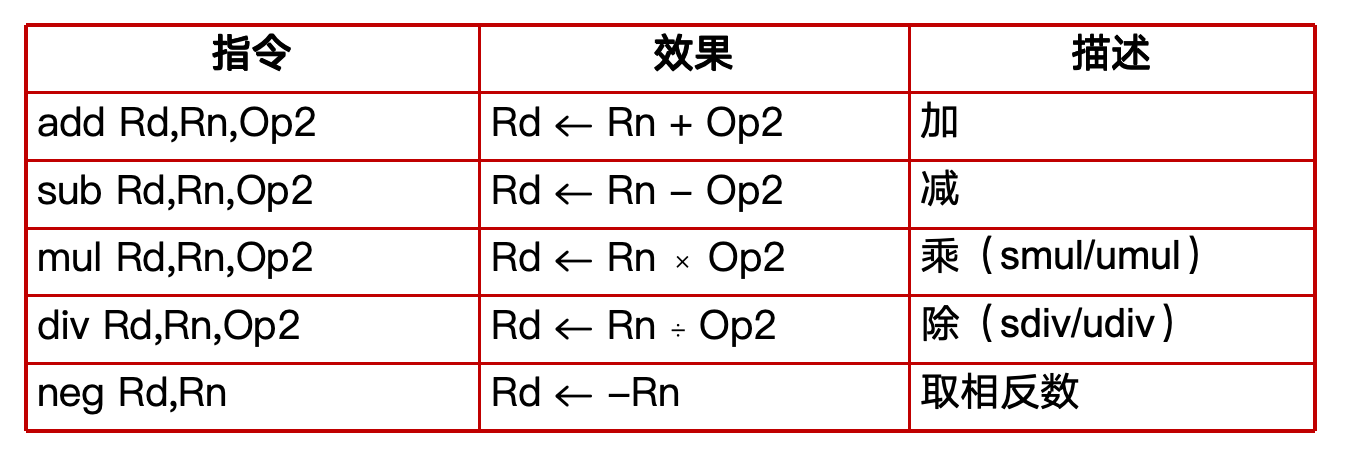 指令 效果 描述
add Rd,Rn,Op2 Rd ← Rn + Op2 加
sub Rd,Rn,Op2 Rd ← Rn – Op2 减
mul Rd,Rn,Op2 Rd ← Rn × Op2 乘（smul/umul）
div Rd,Rn,Op2 Rd ← Rn ÷ Op2 除（sdiv/udiv）
neg Rd,Rn Rd ← –Rn 取相反数